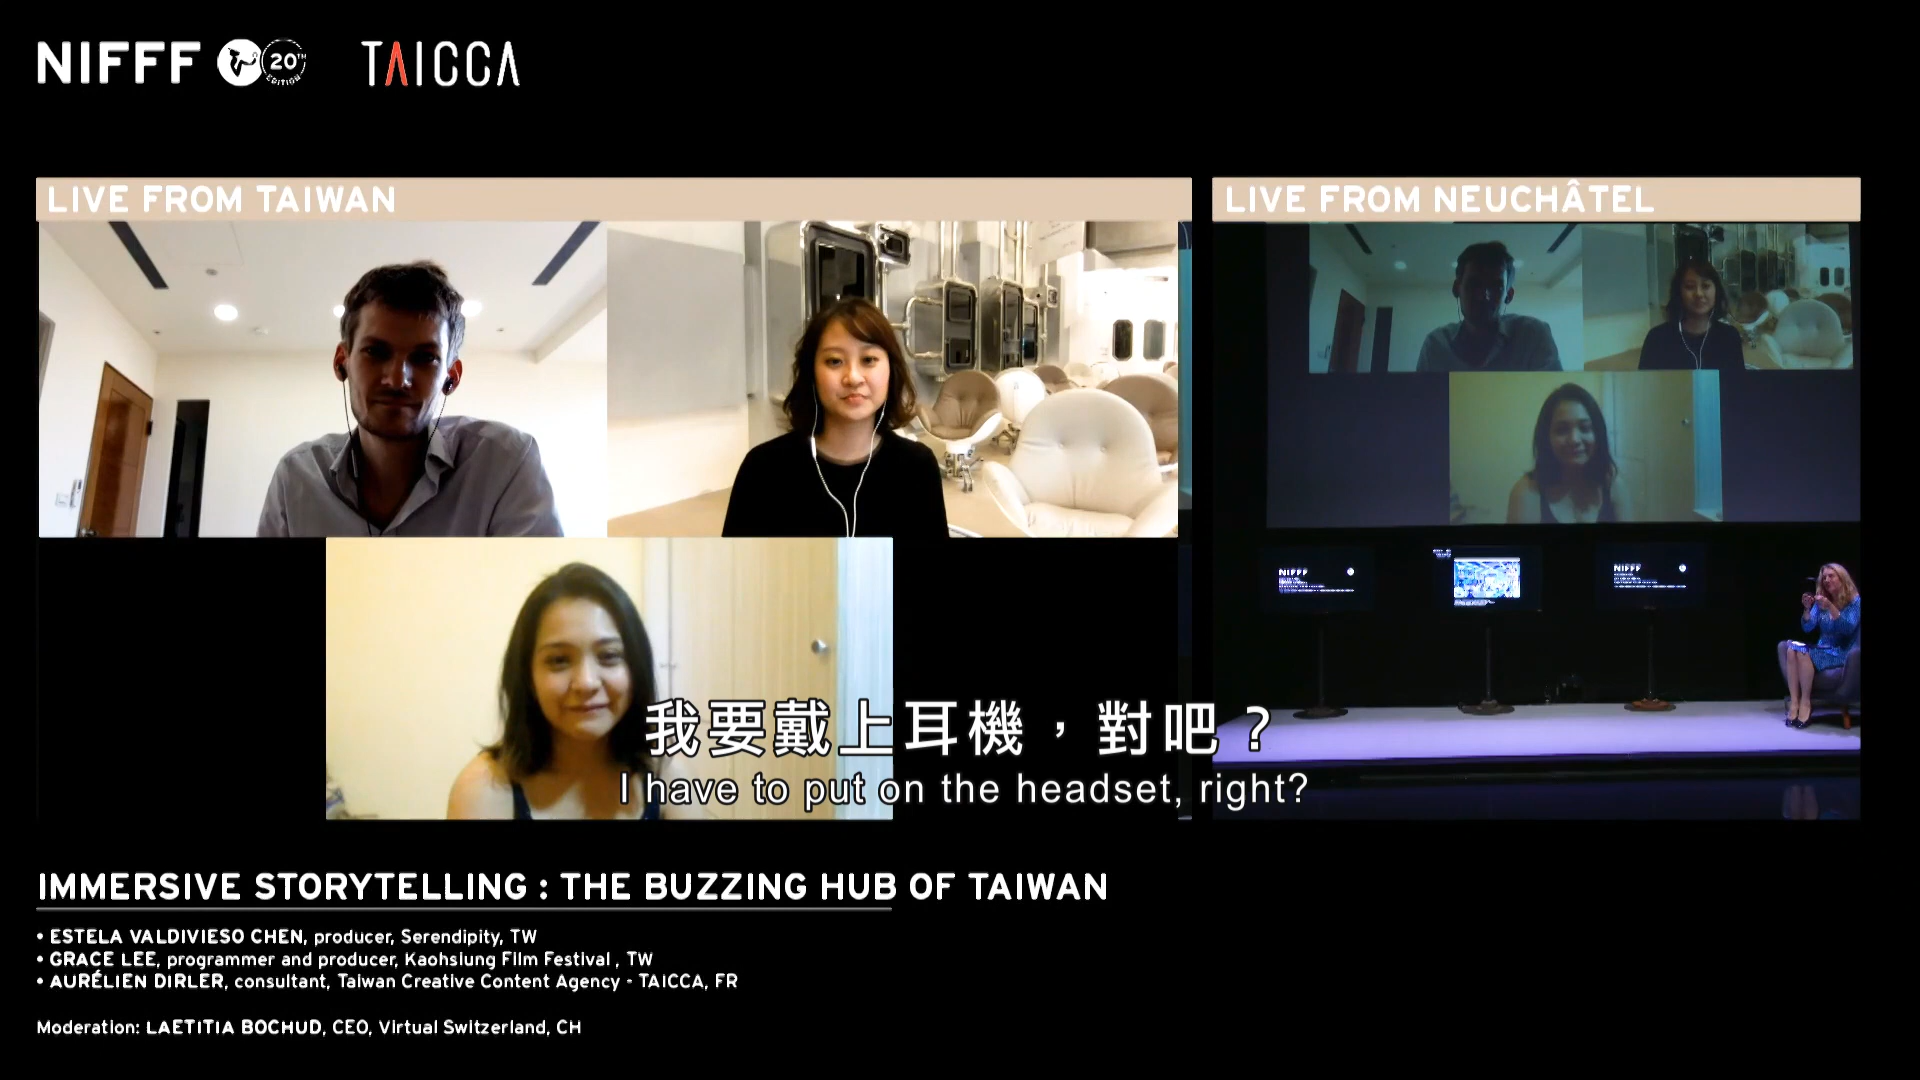 NIFFF 20TH EDITION TAICCA
LIVE FROM TAIWAN
LIVE FROM NEUCHÂTEL
NIFFF
NIFFF
我要戴上耳機，對吧？
I have to put on the headset, right?
IMMERSIVE STORYTELLING : THE BUZZING HUB OF TAIWAN
• ESTELA VALDIVIESO CHEN, producer, Serendipity, TW
• GRACE LEE, programmer and producer, Kaohsiung Film Festival , TW
• AURÉLIEN DIRLER, consultant, Taiwan Creative Content Agency - TAICCA, FR
Moderation: LAETITIA BOCHUD, CEO, Virtual Switzerland, CH